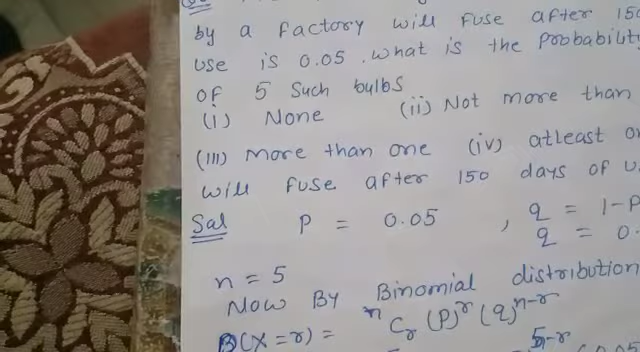 by a factory will fuse after 150
use is 0.05 . what is the probability
of 5 such bulbs
(i) None (ii) Not more than
(iii) More than one (iv) atleast
will fuse after 150 days of
Sol P = 0.05 , q = 1-P
q = 0.
n = 5
Now By Binomial distribution
P(X=r) = ⁿCᵣ (P)ʳ (q)ⁿ⁻ʳ
5-r